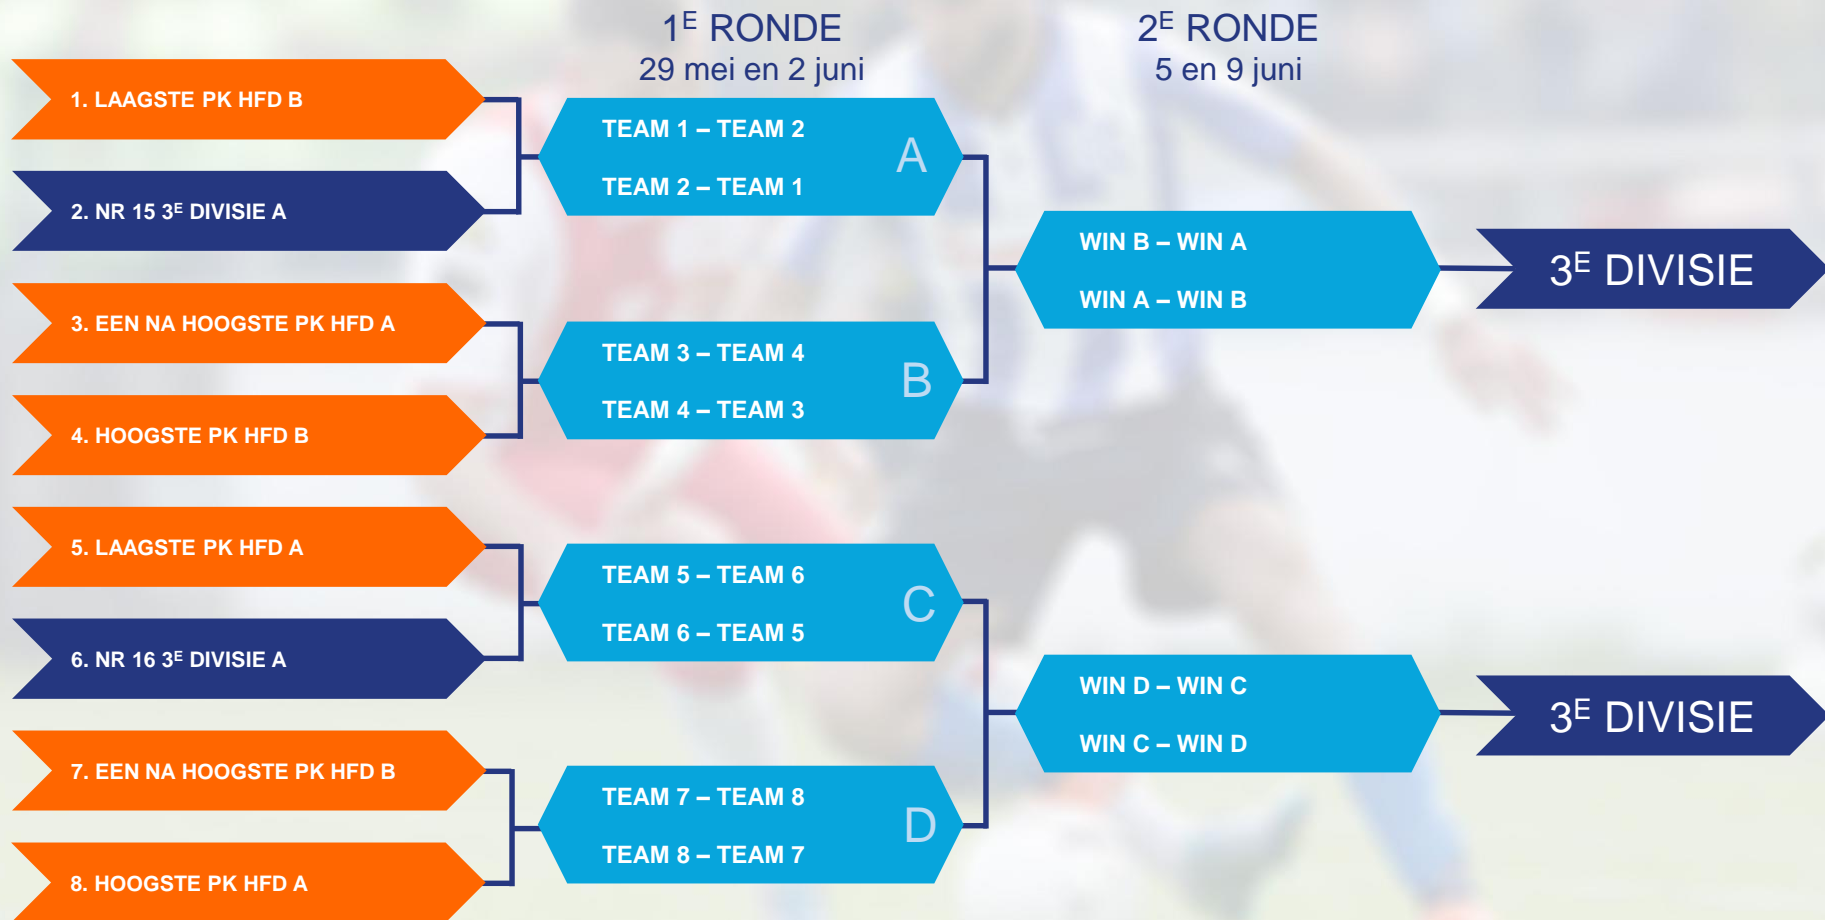 1E RONDE
29 mei en 2 juni
2E RONDE
5 en 9 juni
1. LAAGSTE PK HFD B
2. NR 15 3E DIVISIE A
3. EEN NA HOOGSTE PK HFD A
4. HOOGSTE PK HFD B
5. LAAGSTE PK HFD A
6. NR 16 3E DIVISIE A
7. EEN NA HOOGSTE PK HFD B
8. HOOGSTE PK HFD A
TEAM 1 – TEAM 2
TEAM 2 – TEAM 1
A
TEAM 3 – TEAM 4
TEAM 4 – TEAM 3
B
TEAM 5 – TEAM 6
TEAM 6 – TEAM 5
C
TEAM 7 – TEAM 8
TEAM 8 – TEAM 7
D
WIN B – WIN A
WIN A – WIN B
WIN D – WIN C
WIN C – WIN D
3E DIVISIE
3E DIVISIE